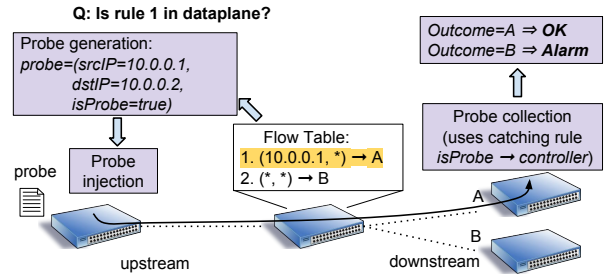 Q: Is rule 1 in dataplane?
Probe generation:
probe=(srcIP=10.0.0.1,
dstIP=10.0.0.2,
isProbe=true)
Outcome=A ⇒ OK
Outcome=B ⇒ Alarm
Probe collection
(uses catching rule
isProbe → controller)
Flow Table:
1. (10.0.0.1, *) → A
2. (*, *) → B
Probe
injection
probe
A
B
upstream
downstream